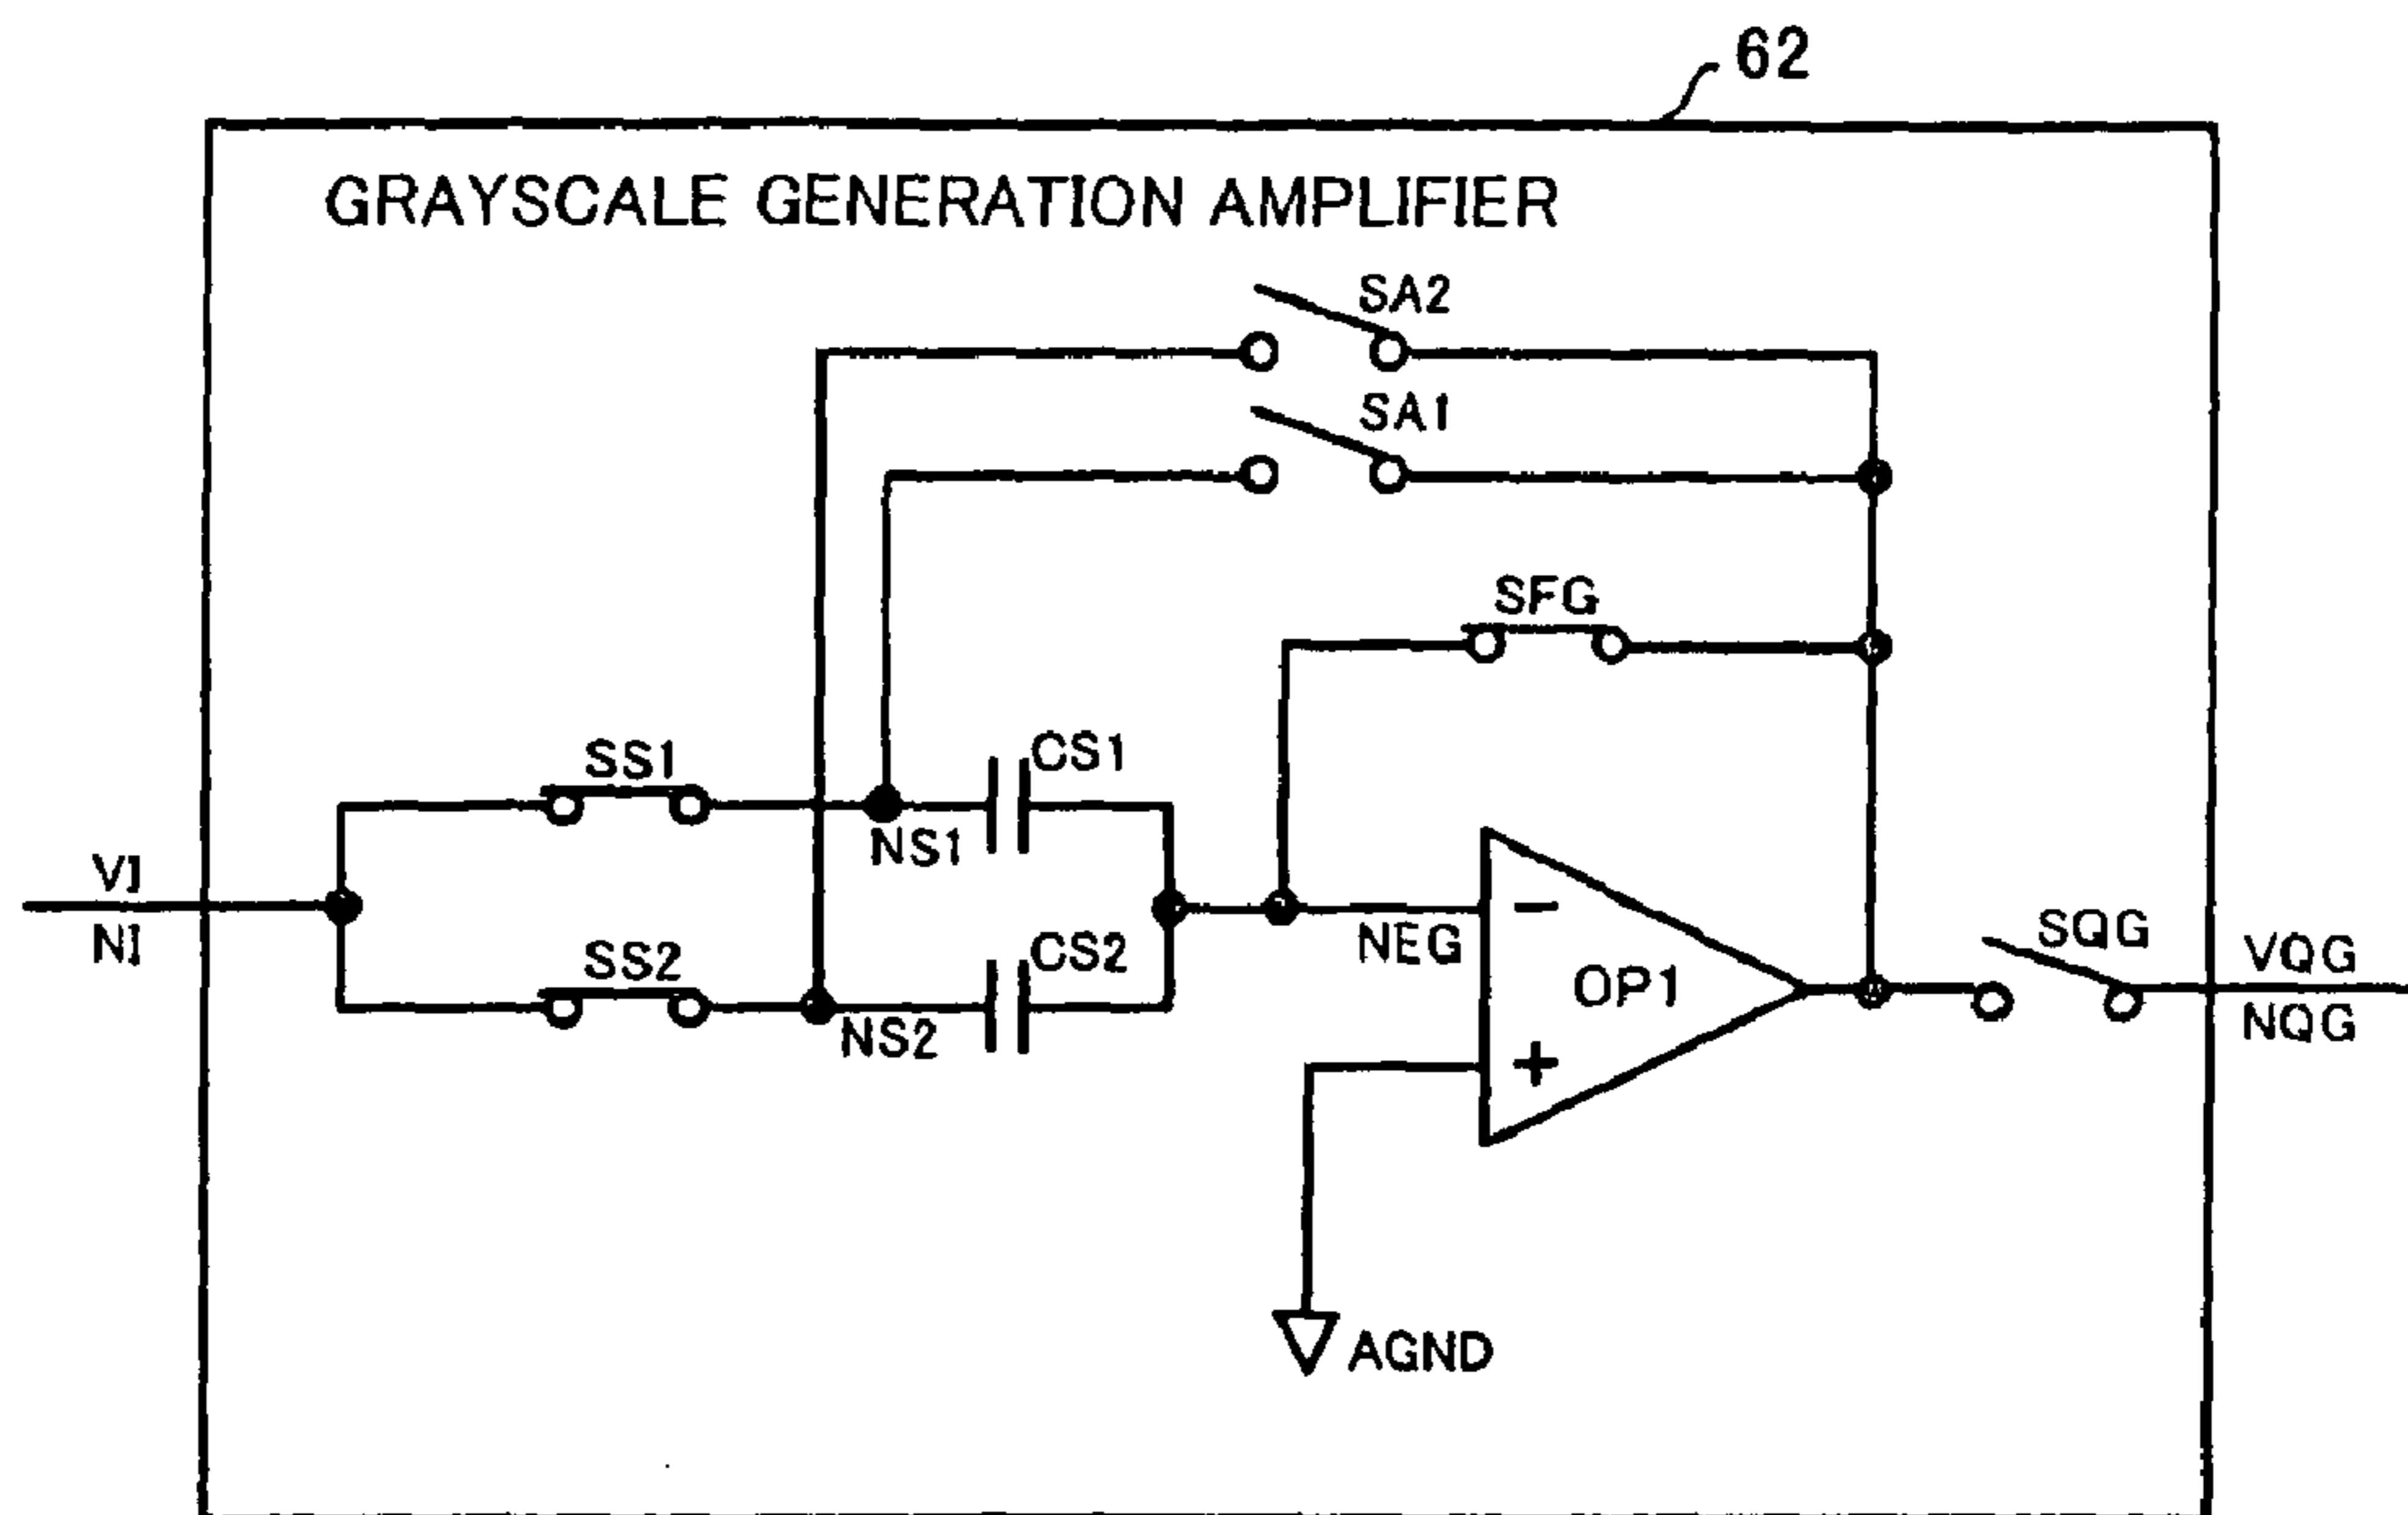 62
GRAYSCALE GENERATION AMPLIFIER
SA2
SA1
SFG
SS1
CS1
NS1
VI
NI
SS2
CS2
NS2
NEG
OP1
SQG
VQG
NQG
AGND